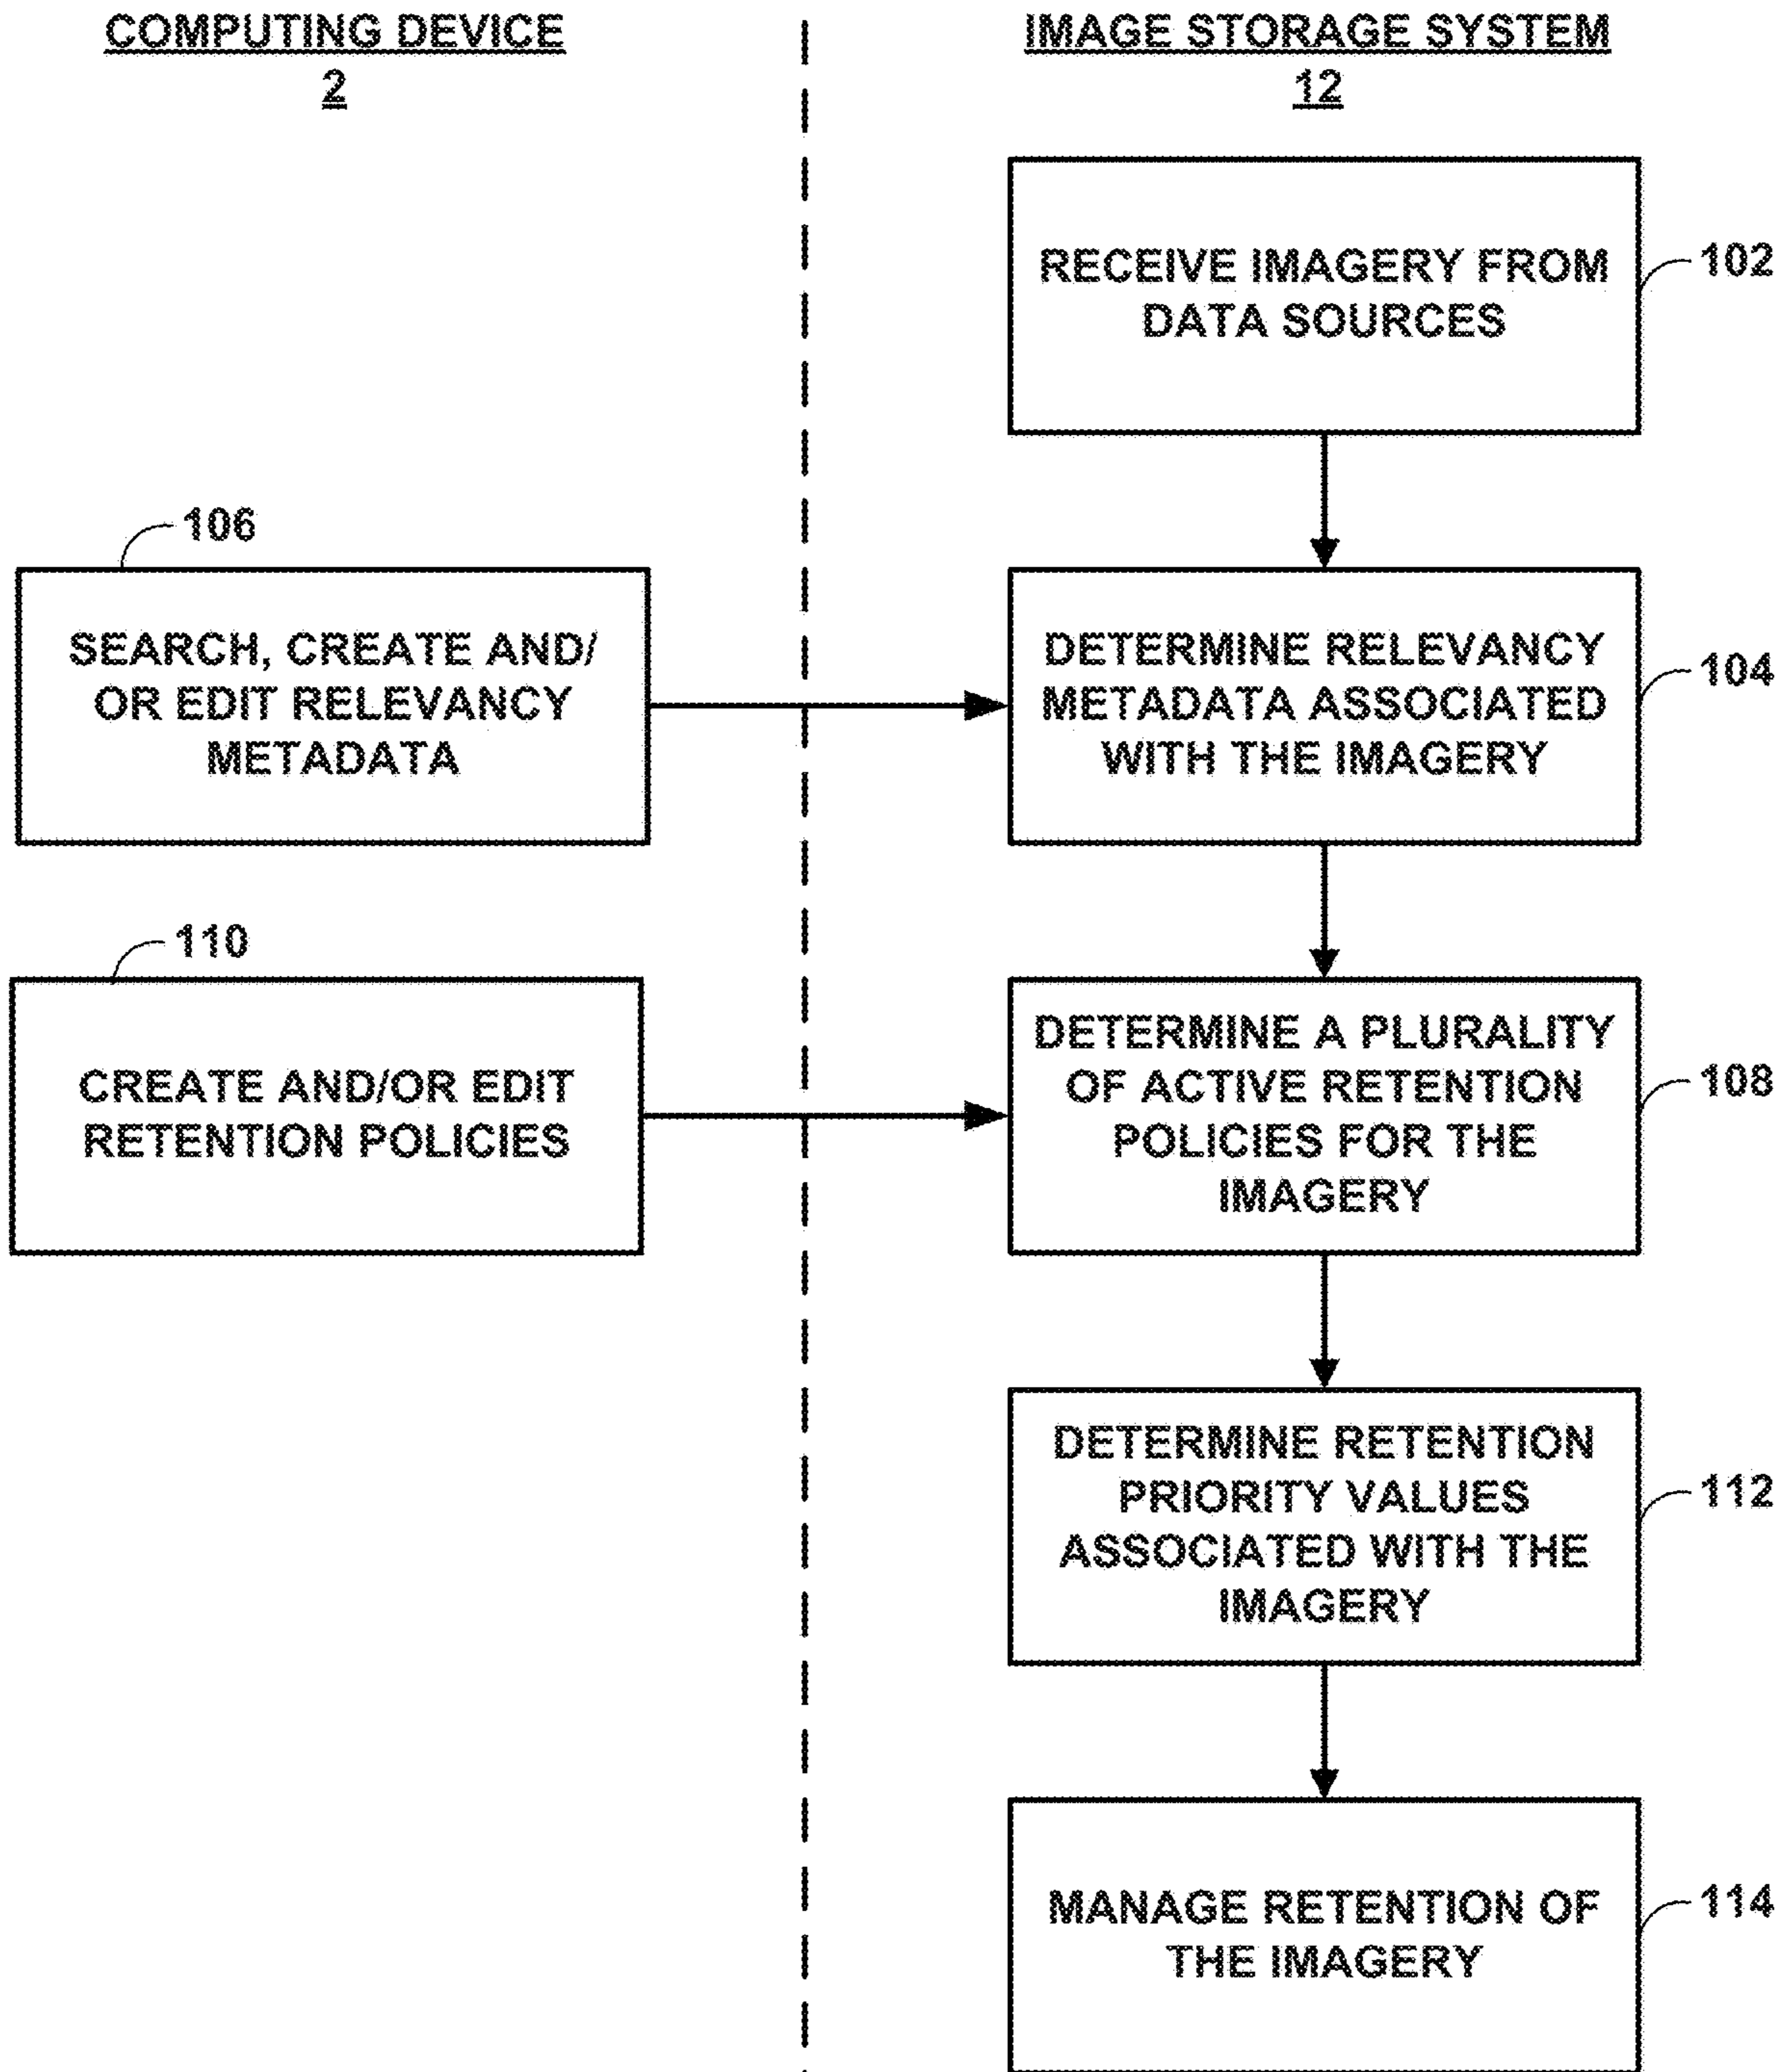 COMPUTING DEVICE
2
IMAGE STORAGE SYSTEM
12
RECEIVE IMAGERY FROM
DATA SOURCES
102
106
SEARCH, CREATE AND/
OR EDIT RELEVANCY
METADATA
DETERMINE RELEVANCY
METADATA ASSOCIATED
WITH THE IMAGERY
104
110
CREATE AND/OR EDIT
RETENTION POLICIES
DETERMINE A PLURALITY
OF ACTIVE RETENTION
POLICIES FOR THE
IMAGERY
108
DETERMINE RETENTION
PRIORITY VALUES
ASSOCIATED WITH THE
IMAGERY
112
MANAGE RETENTION OF
THE IMAGERY
114